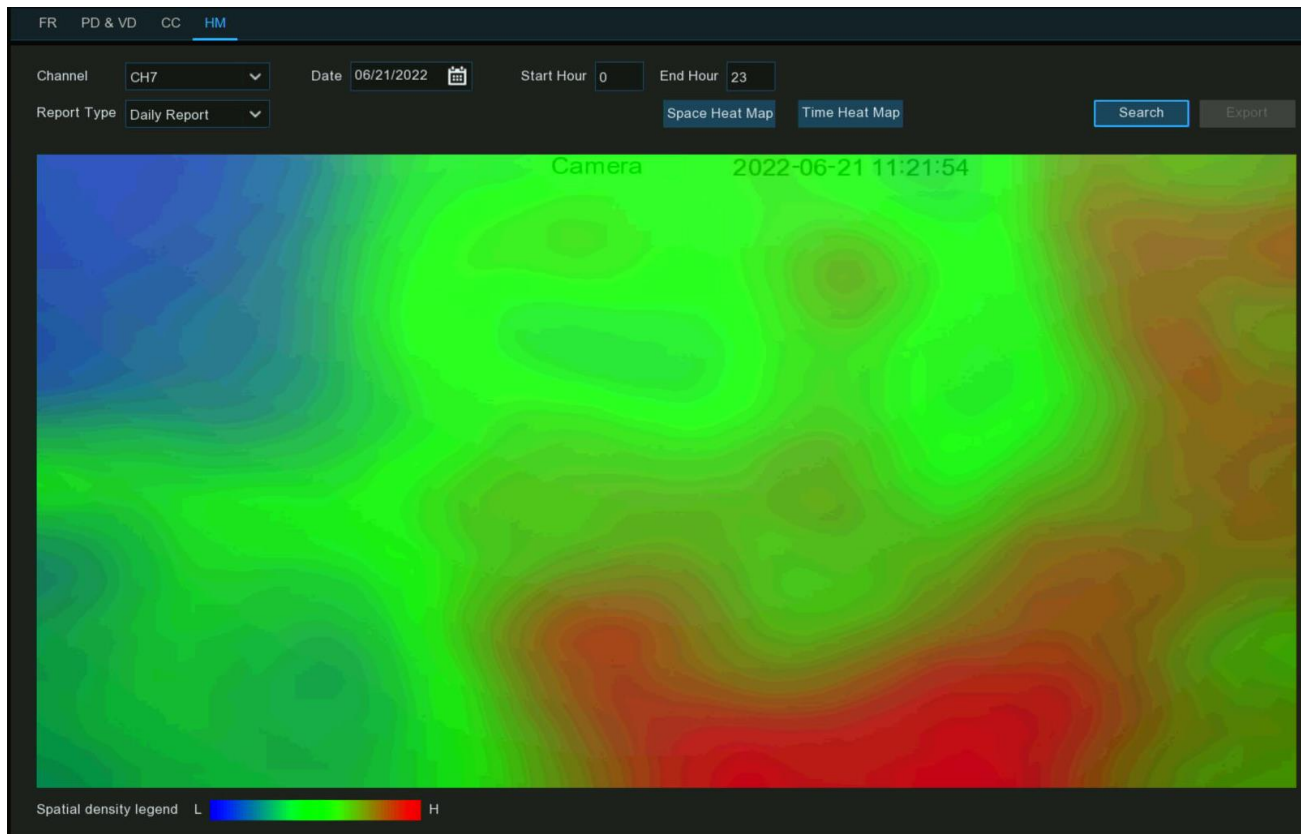 FR PD & VD CC HM
Channel CH7 Date 06/21/2022 Start Hour 0 End Hour 23
Report Type Daily Report Space Heat Map Time Heat Map Search Export
Camera 2022-06-21 11:21:54
Spatial density legend L H